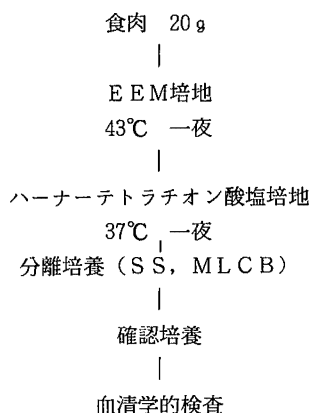 食肉 20g
EEM培地
43℃ 一夜
ハーナーテトラチオン酸塩培地
37℃ 一夜
分離培養(SS,MLCB)
確認培養
血清学的検査